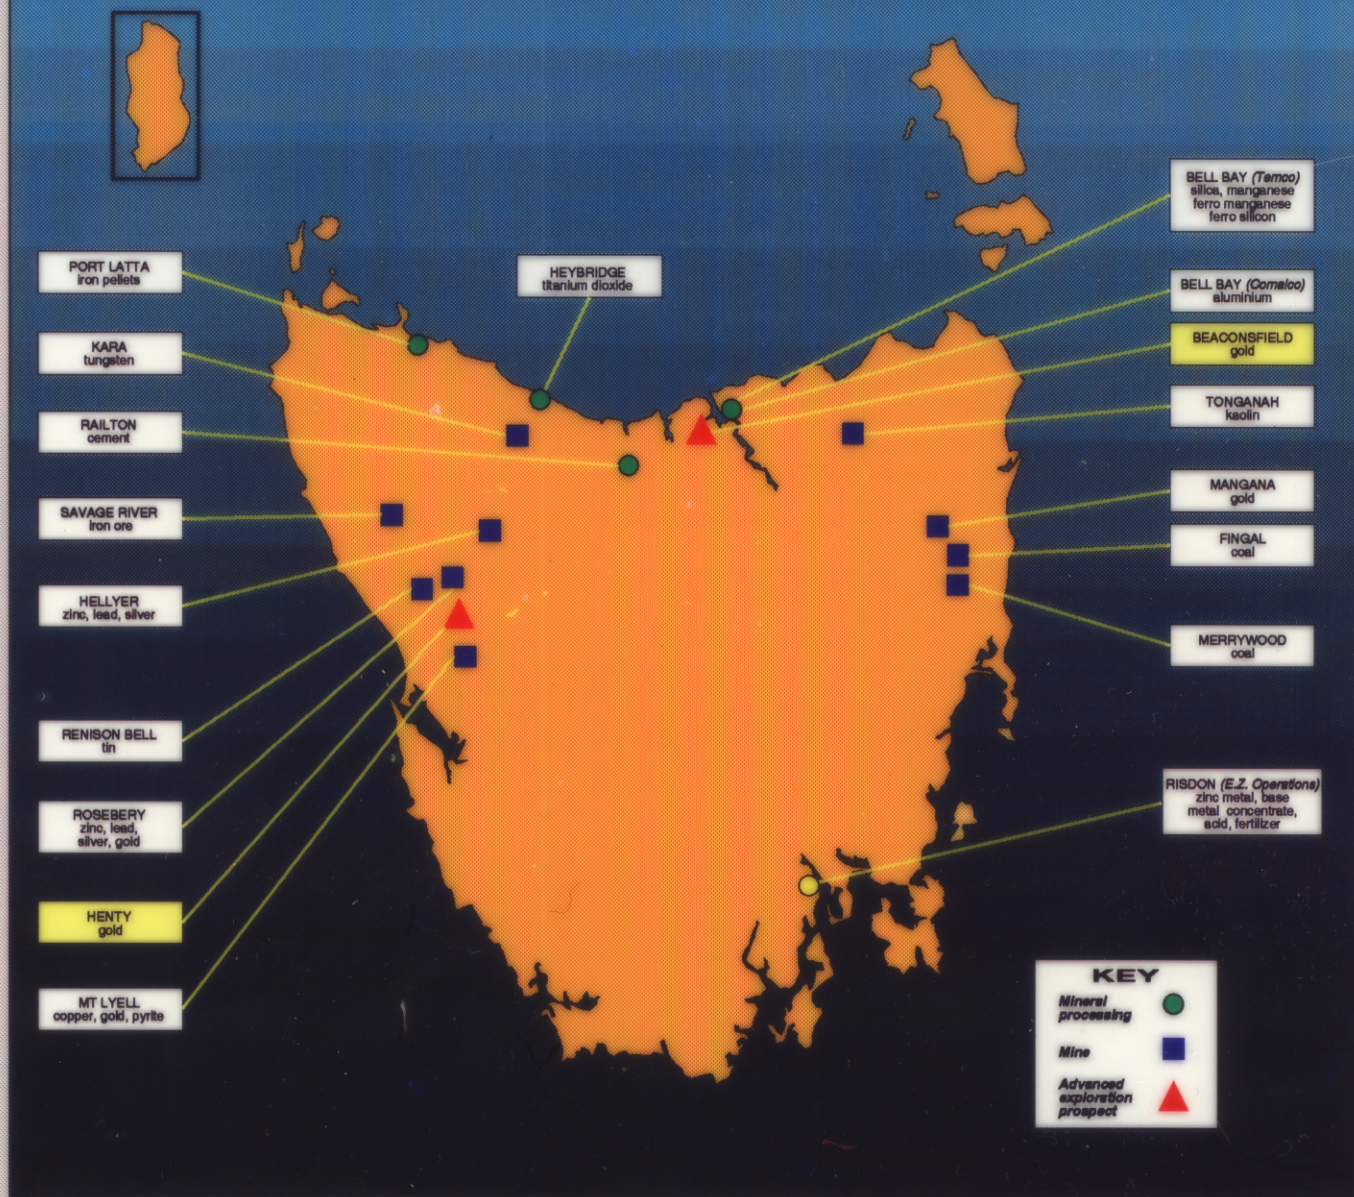 PORT LATTA
iron pellets
KARA
tungsten
RAILTON
cement
SAVAGE RIVER
iron ore
HELLYER
zinc, lead, silver
RENISON BELL
tin
ROSEBERY
zinc, lead,
silver, gold
HENTY
gold
MT LYELL
copper, gold, pyrite
HEYBRIDGE
titanium dioxide
BELL BAY (Temco)
silica, manganese
ferro manganese
ferro silicon
BELL BAY (Comalco)
aluminium
BEACONSFIELD
gold
TONGANAH
kaolin
MANGANA
gold
FINGAL
coal
MERRYWOOD
coal
RISDON (E.Z. Operations)
zinc metal, base
metal concentrate,
acid, fertilizer
KEY
Mineral
processing
Mine
Advanced
exploration
prospect